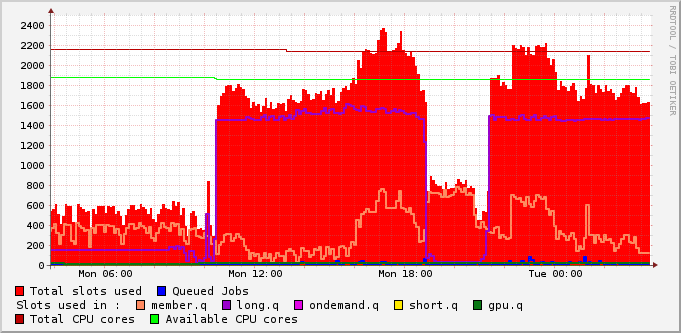 2400
2200
2000
1800
1600
1400
1200
1000
800
600
400
200
0
Mon 06:00 Mon 12:00 Mon 18:00 Tue 00:00
RRDTOOL / TOBI OETIKER
Total slots used Queued Jobs
Slots used in : member.q long.q ondemand.q short.q gpu.q
Total CPU cores Available CPU cores